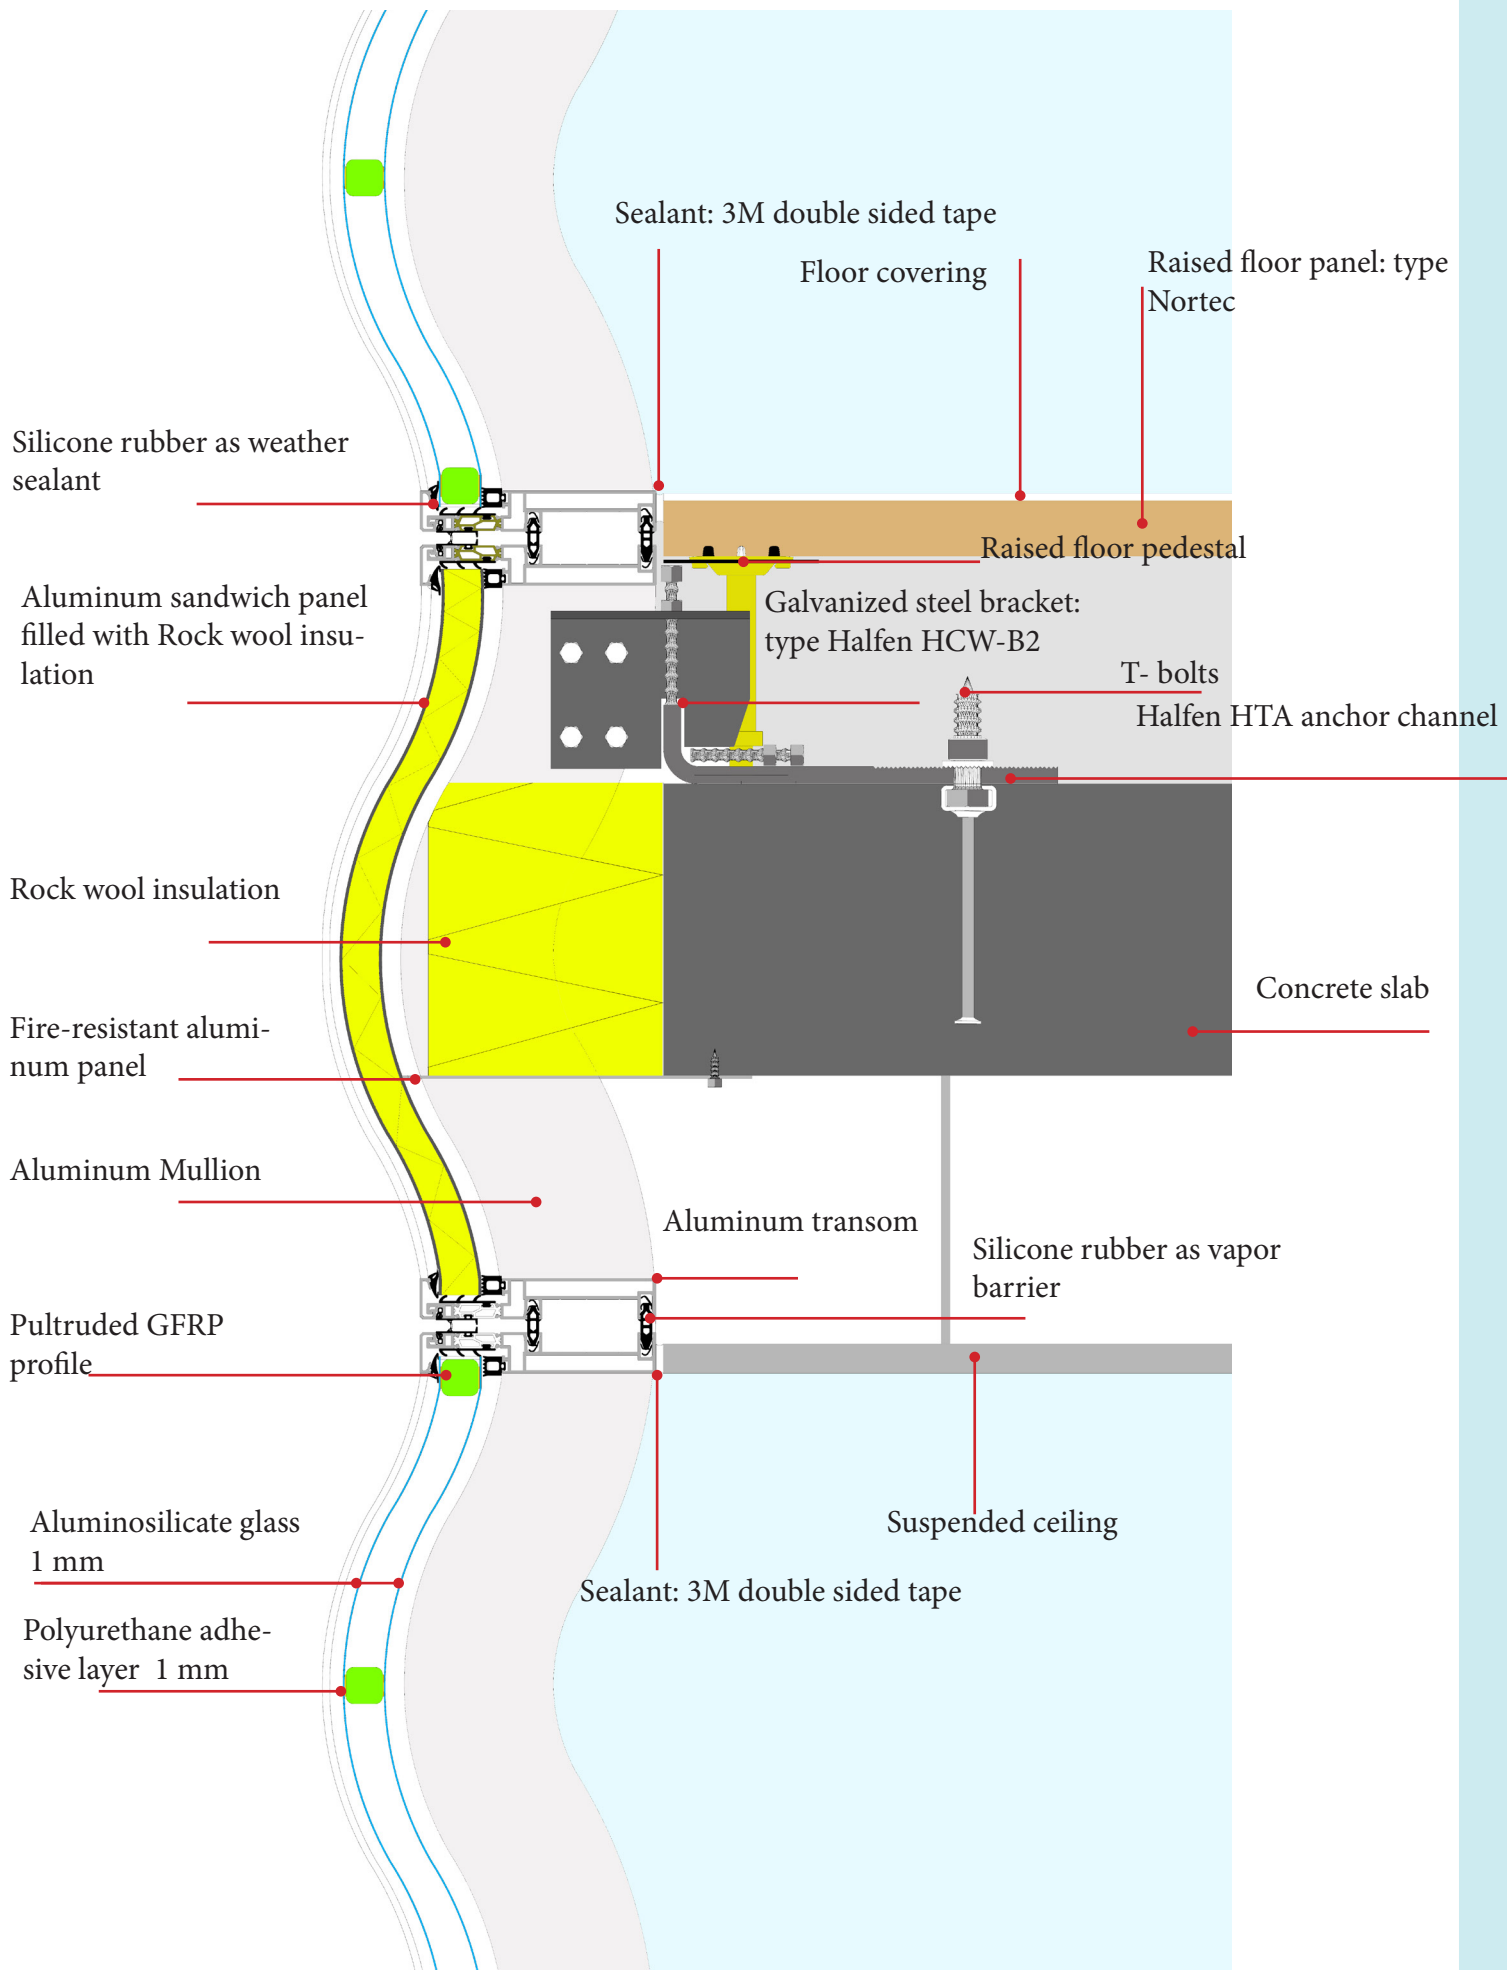 Sealant: 3M double sided tape
Floor covering
Raised floor panel: type
Nortec
Silicone rubber as weather
sealant
Raised floor pedestal
Aluminum sandwich panel
filled with Rock wool insu-
lation
Galvanized steel bracket:
type Halfen HCW-B2
T- bolts
Halfen HTA anchor channel
Rock wool insulation
Concrete slab
Fire-resistant alumi-
num panel
Aluminum Mullion
Aluminum transom
Silicone rubber as vapor
barrier
Pultruded GFRP
profile
Aluminosilicate glass
1 mm
Suspended ceiling
Sealant: 3M double sided tape
Polyurethane adhe-
sive layer  1 mm